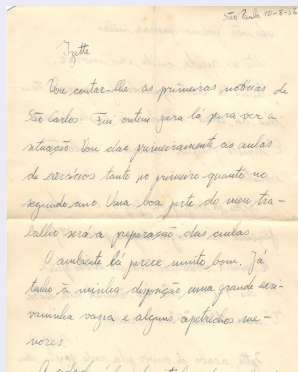 São Paulo 10-8-56
Izette
Vou contar-lhe as primeiras notícias de
São Carlos Fui ontem para lá para ver a
situação. Vou dar primeiramente as aulas
de exercícios tanto no primeiro quanto no
segundo ano. Uma boa parte do meu tra-
balho será a preparação das aulas
O ambiente lá parece muito bom. Já
tenho à minha disposição uma grande escri-
vaninha vazia e alguns apetrechos me-
nores.